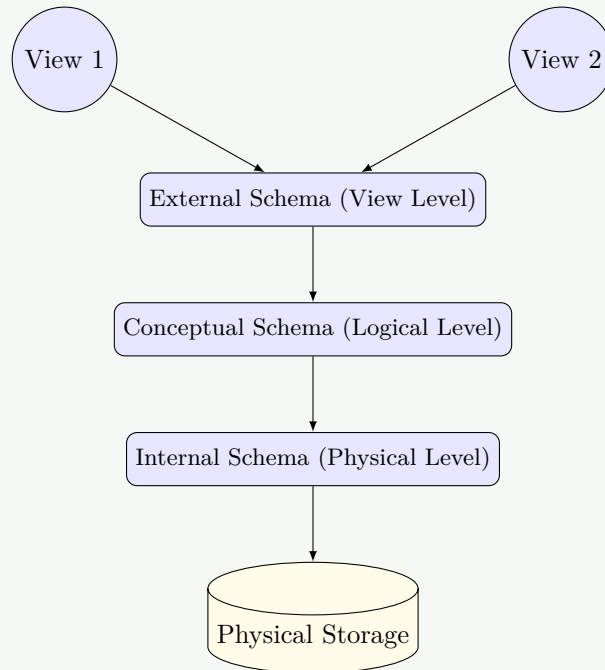 View 1
View 2
External Schema (View Level)
Conceptual Schema (Logical Level)
Internal Schema (Physical Level)
Physical Storage